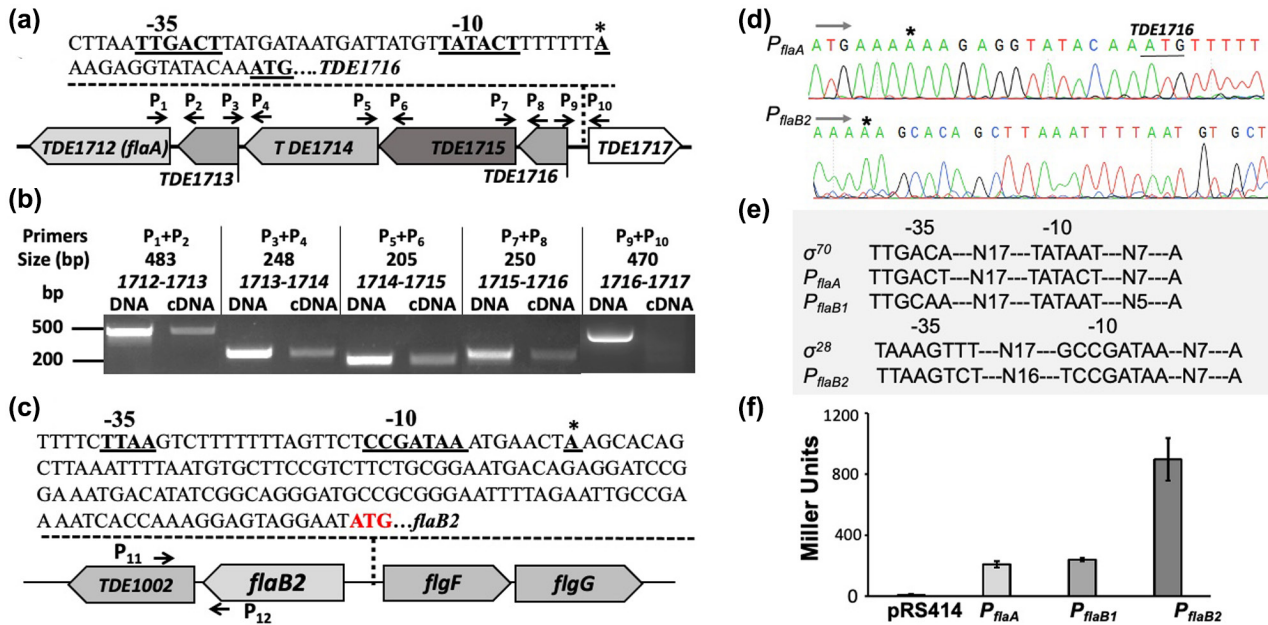 (a)
-35 -10 *
CTTAATTGACTTATGATAATGATTATGTTATACTTTTTTTA
AAGAGGTATACAAATG....TDE1716
P1 P2 P3 P4 P5 P6 P7 P8 P9 P10
TDE1712 (flaA) T DE1714 TDE1715 TDE1717
TDE1713 TDE1716
(b)
Primers P1+P2 P3+P4 P5+P6 P7+P8 P9+P10
Size (bp) 483 248 205 250 470
1712-1713 1713-1714 1714-1715 1715-1716 1716-1717
bp DNA cDNA DNA cDNA DNA cDNA DNA cDNA DNA cDNA
500
200
(c)
-35 -10 *
TTTTCTTAAGTCTTTTTTTAGTTCTCCGATAA ATGAACTA AGCACAG
CTTAAATTTTAATGTGCTTCCGTCTTCTGCGGAATGACAGAGGATCCG
GAAATGACATATCGGCAGGGATGCCGCGGGAATTTTAGAATTGCCGA
AAATCACCAAAGGAGTAGGAATATG...flaB2
P11
TDE1002 flaB2 flgF flgG
P12
(d)
TDE1716
PflaA ATGAAAAAAGAGGTATACAAATGTTTTT
*
PflaB2
*
AAAAAGCACAGCTTAAATTTTAATGTGCT
(e)
-35 -10
σ70 TTGACA---N17---TATAAT---N7---A
PflaA TTGACT---N17---TATACT---N7---A
PflaB1 TTGCAA---N17---TATAAT---N5---A
-35 -10
σ28 TAAAGTTT---N17---GCCGATAA--N7---A
PflaB2 TTAAGTCT---N16---TCCGATAA--N7---A
(f)
Miller Units
1200
800
400
0
pRS414 PflaA PflaB1 PflaB2